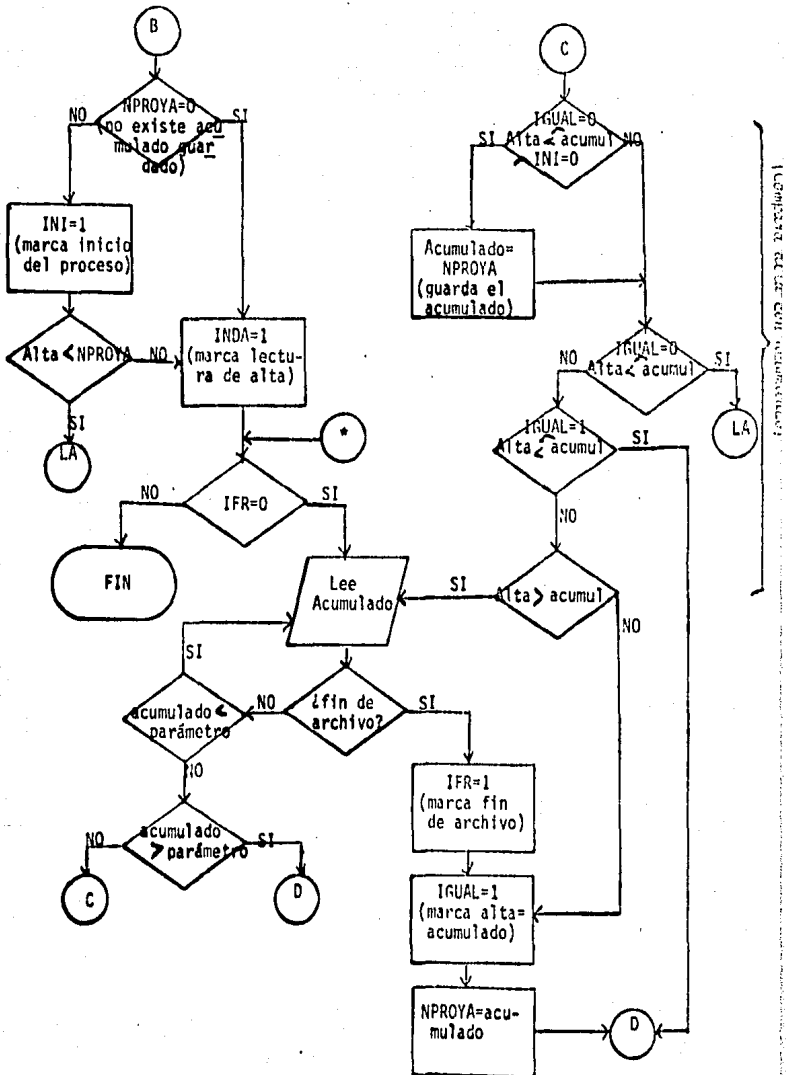 B
NPROYA=0
(no existe acu
mulado guar
dado)
NO
SI
INI=1
(marca inicio
del proceso)
Alta < NPROYA
NO
SI
LA
INDA=1
(marca lectu-
ra de alta)
*
IFR=0
NO
SI
FIN
Lee
Acumulado
¿fin de
archivo?
NO
SI
acumulado <
parámetro
SI
NO
acumulado
> parámetro
NO
SI
C
D
IFR=1
(marca fin
de archivo)
IGUAL=1
(marca alta=
acumulado)
NPROYA=acu-
mulado
D
C
IGUAL=0
Alta < acumul
INI=0
SI
NO
Acumulado=
NPROYA
(guarda el
acumulado)
IGUAL=0
Alta < acumul
NO
SI
LA
IGUAL=1
Alta < acumul
SI
NO
Alta > acumul
SI
NO